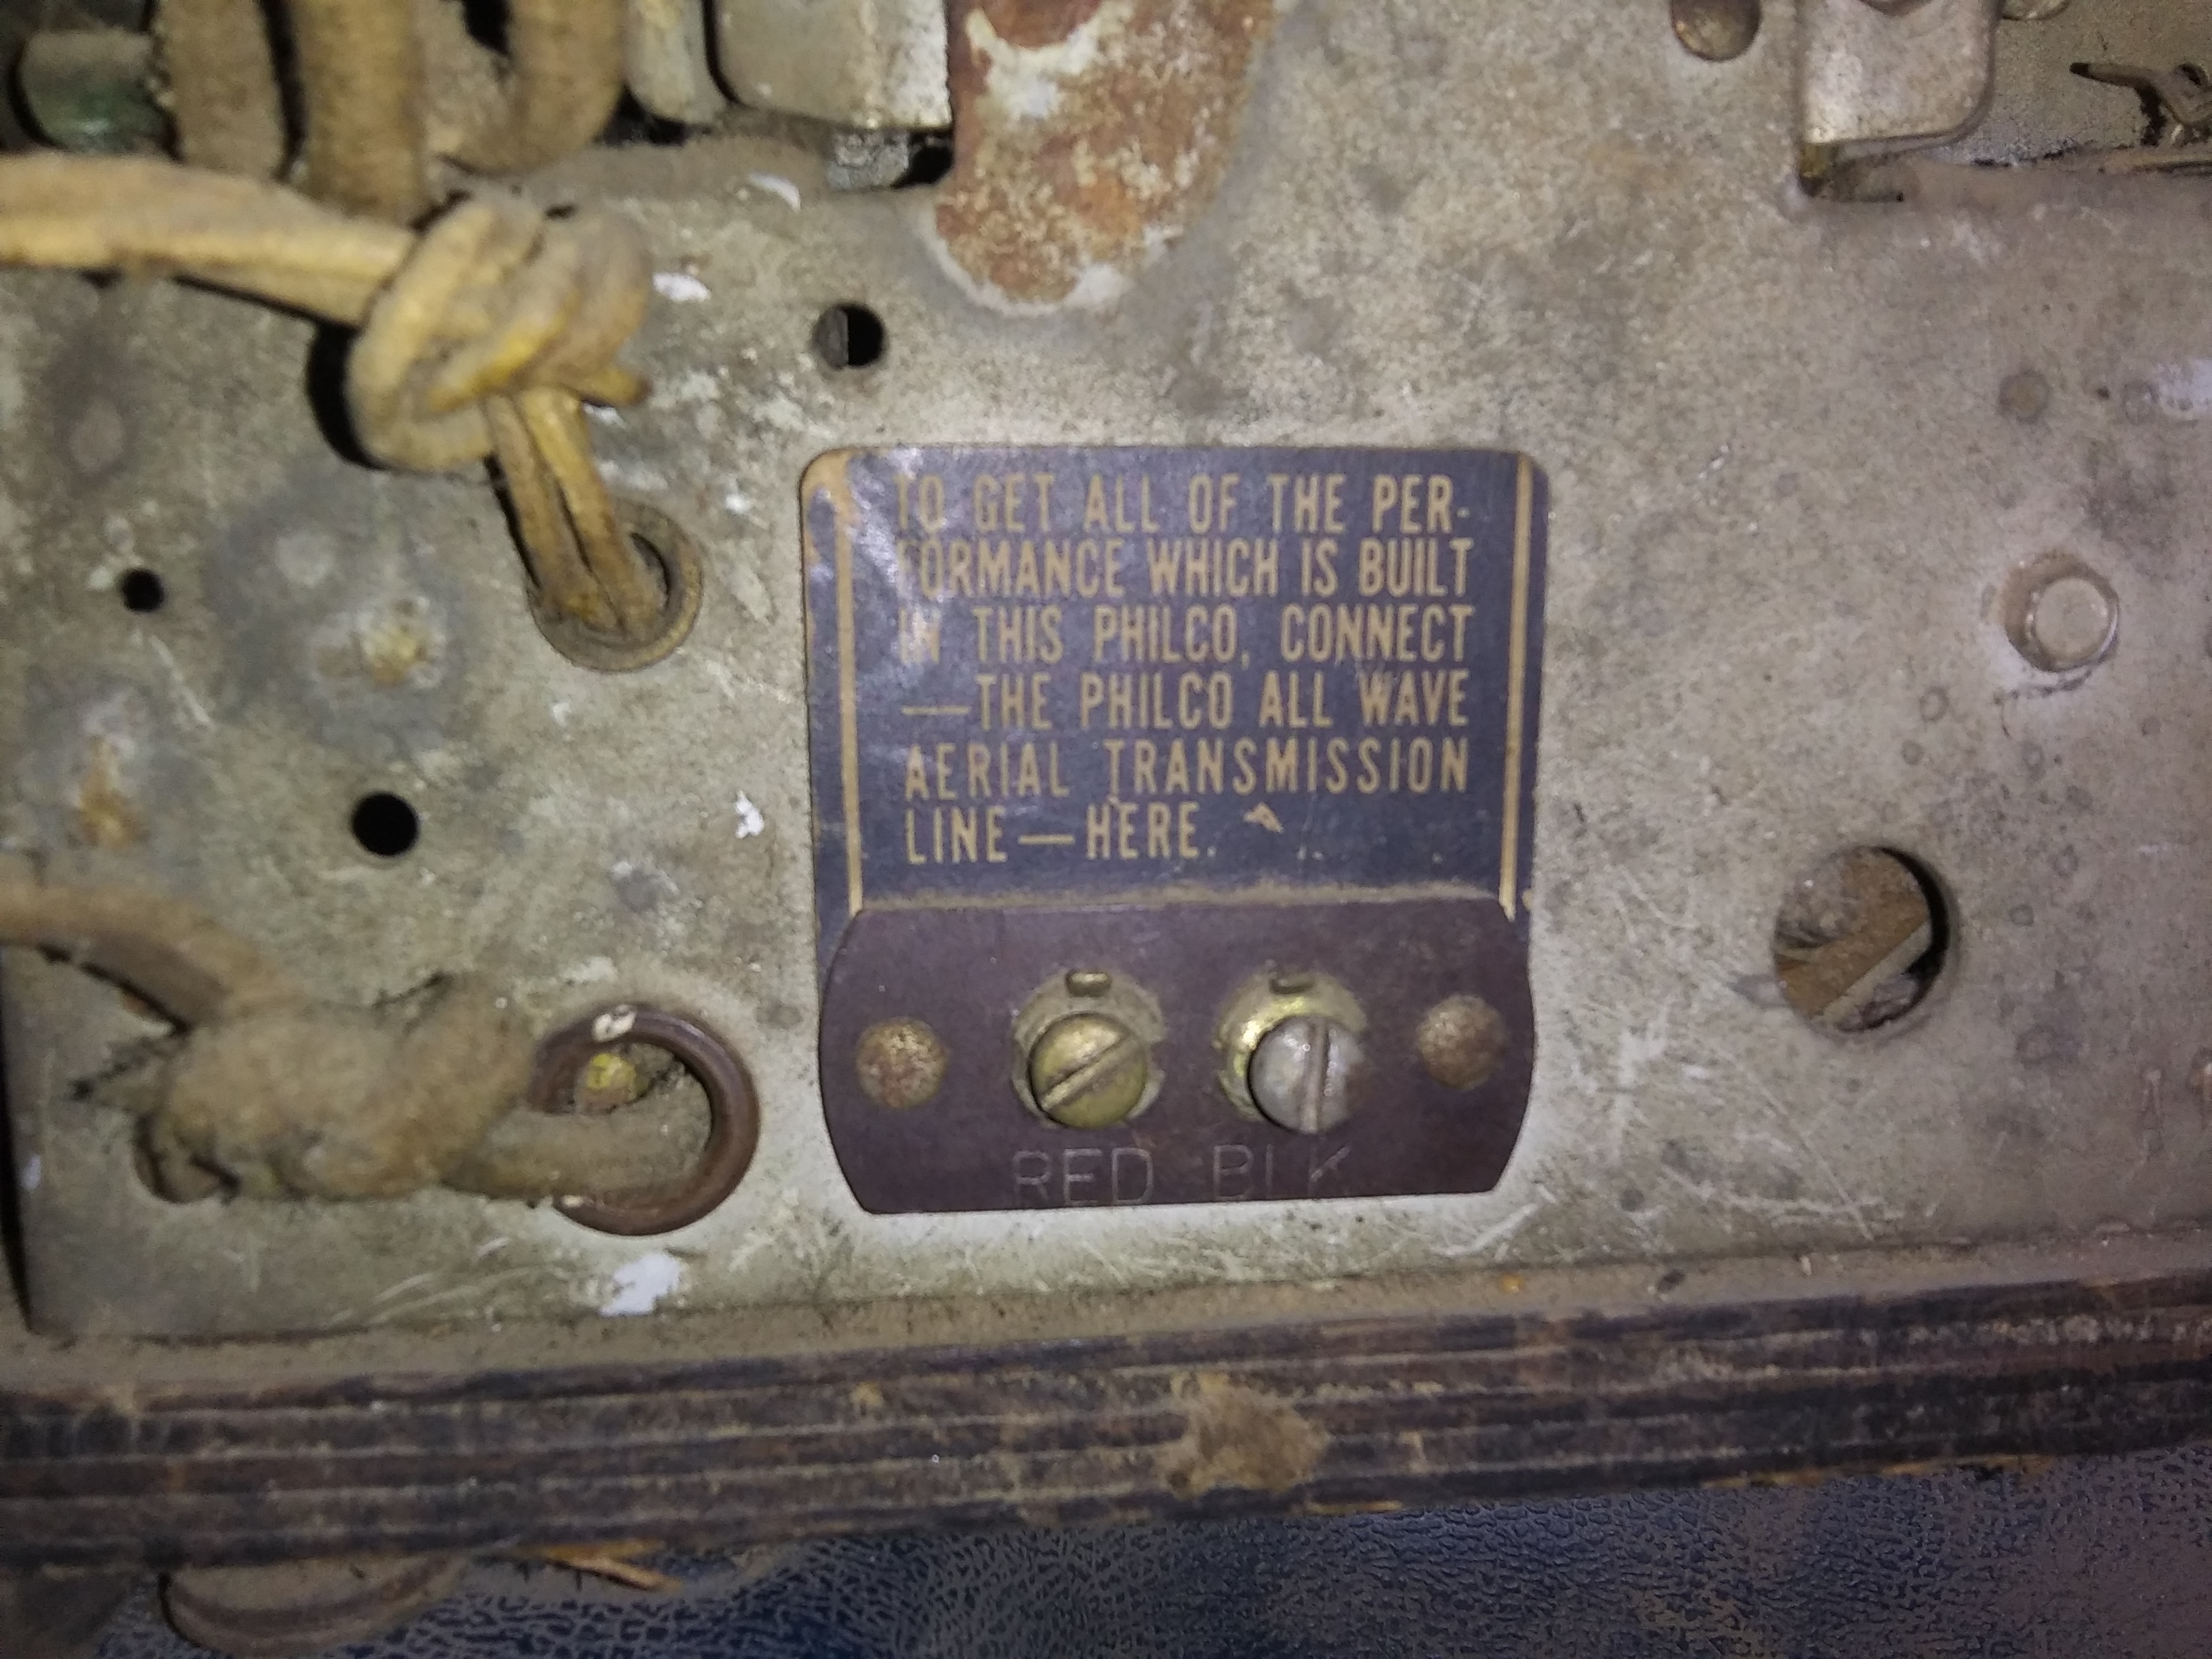 TO GET ALL OF THE PER-
FORMANCE WHICH IS BUILT
IN THIS PHILCO, CONNECT
—THE PHILCO ALL WAVE
AERIAL TRANSMISSION
LINE—HERE.
RED BLK